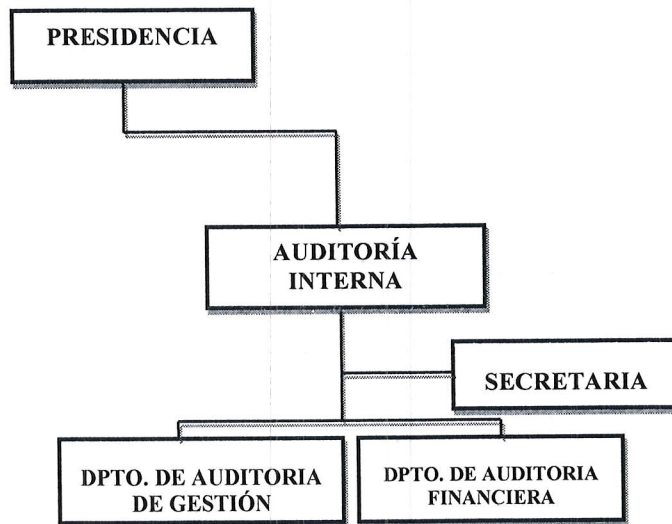 PRESIDENCIA
AUDITORÍA
INTERNA
SECRETARIA
DPTO. DE AUDITORIA
DE GESTIÓN
DPTO. DE AUDITORIA
FINANCIERA